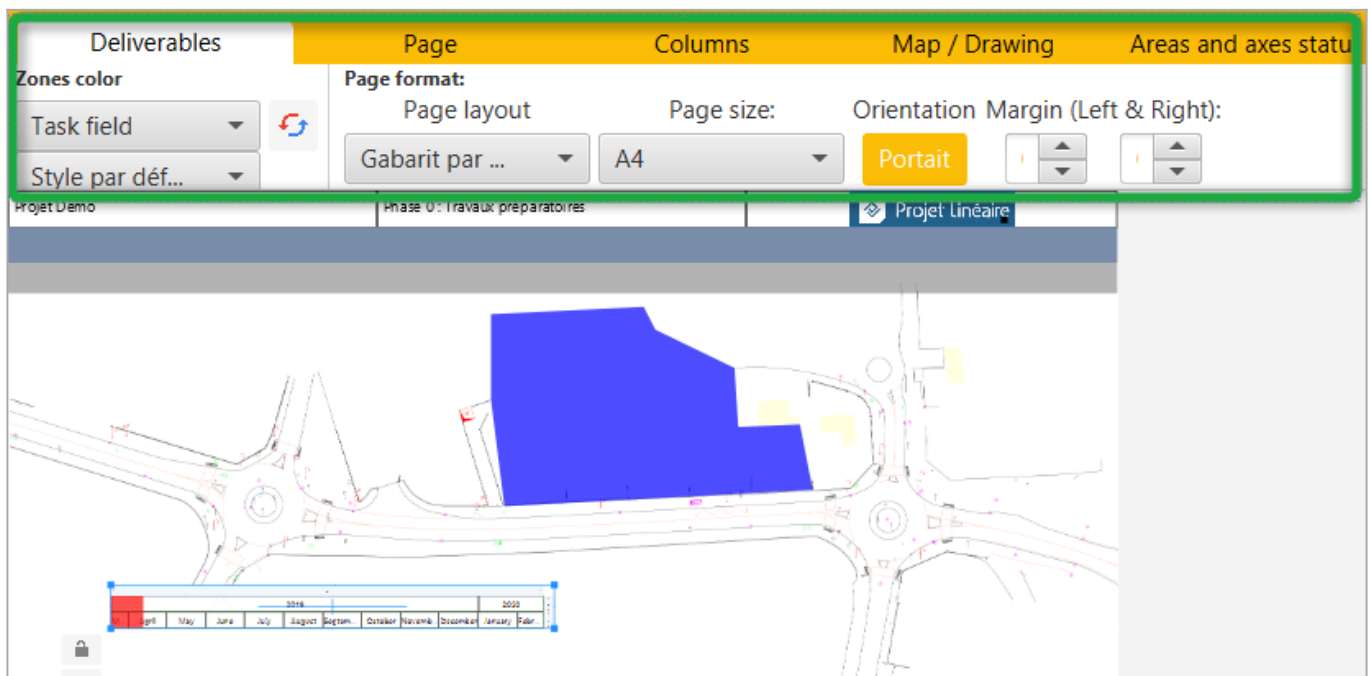 Deliverables Page Columns Map / Drawing Areas and axes statu
Zones color Page format:
Page layout Page size: Orientation Margin (Left & Right):
Task field
Gabarit par ... A4 Portait
Style par déf...
Projet Demo Phase 0 : Travaux préparatoires Projet Linéaire
2019 2020
M... April May June July August Septem... October Novemb... December January Febr...